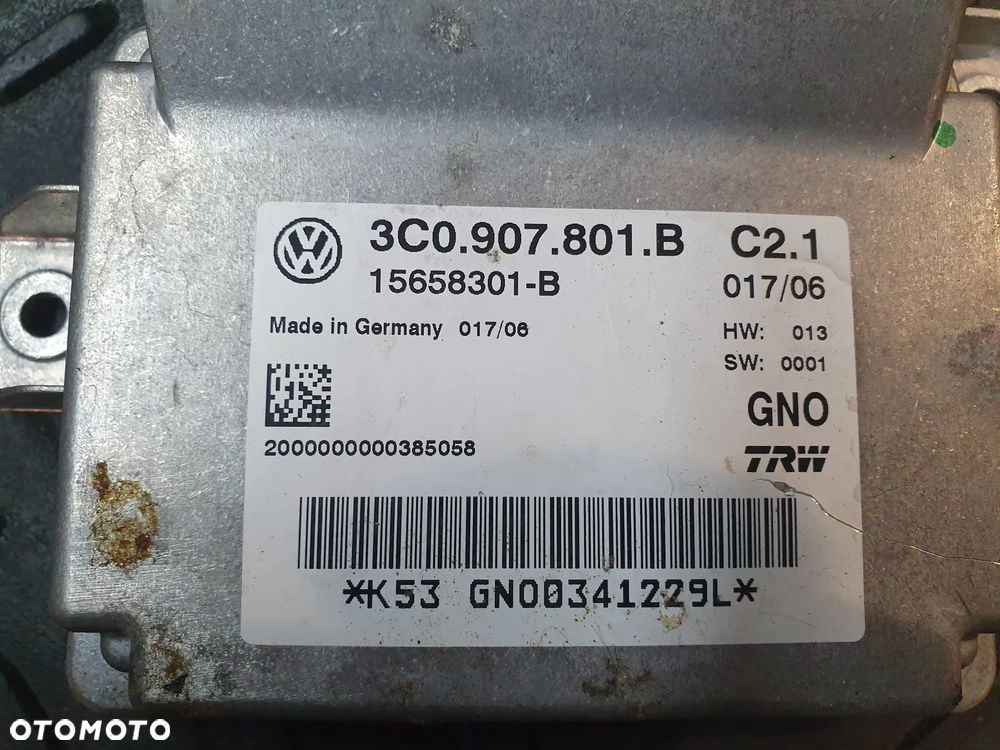 3C0.907.801.B C2.1
15658301-B 017/06
Made in Germany 017/06 HW: 013
SW: 0001
GNO
2000000000385058 TRW
*K53 GNO0341229L*
OTOMOTO